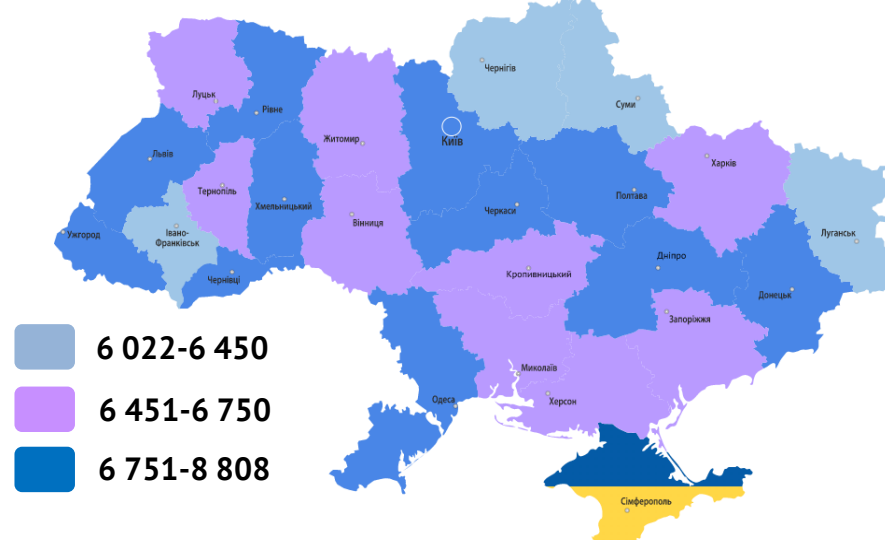 Чернігів
Суми
Луцьк
Рівне
Київ
Житомир
Харків
Львів
Тернопіль
Хмельницький
Полтава
Черкаси
Вінниця
Івано-
Франківськ
Ужгород
Луганськ
Дніпро
Кропивницький
Чернівці
Донецьк
Запоріжжя
6 022-6 450
Миколаїв
Одеса
Херсон
6 451-6 750
6 751-8 808
Сімферополь